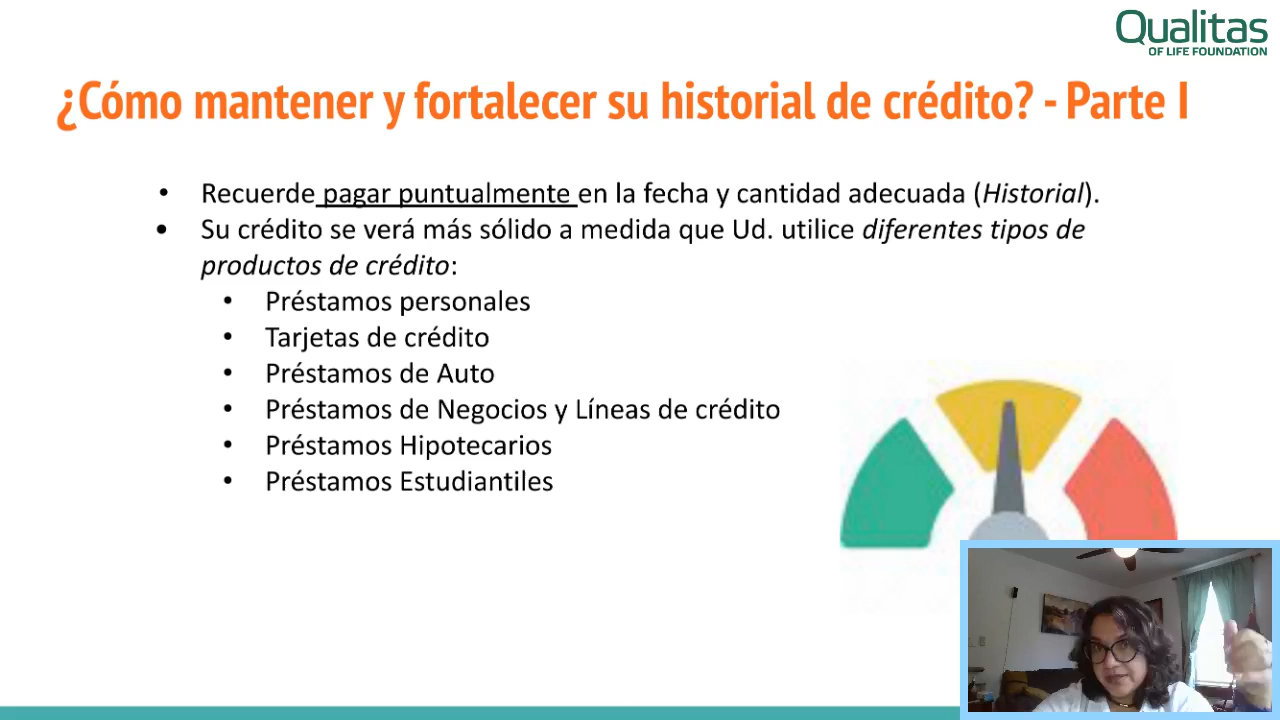 Qualitas
OF LIFE FOUNDATION
¿Cómo mantener y fortalecer su historial de crédito? - Parte I
• Recuerde pagar puntualmente en la fecha y cantidad adecuada (Historial).
• Su crédito se verá más sólido a medida que Ud. utilice diferentes tipos de
productos de crédito:
• Préstamos personales
• Tarjetas de crédito
• Préstamos de Auto
• Préstamos de Negocios y Líneas de crédito
• Préstamos Hipotecarios
• Préstamos Estudiantiles